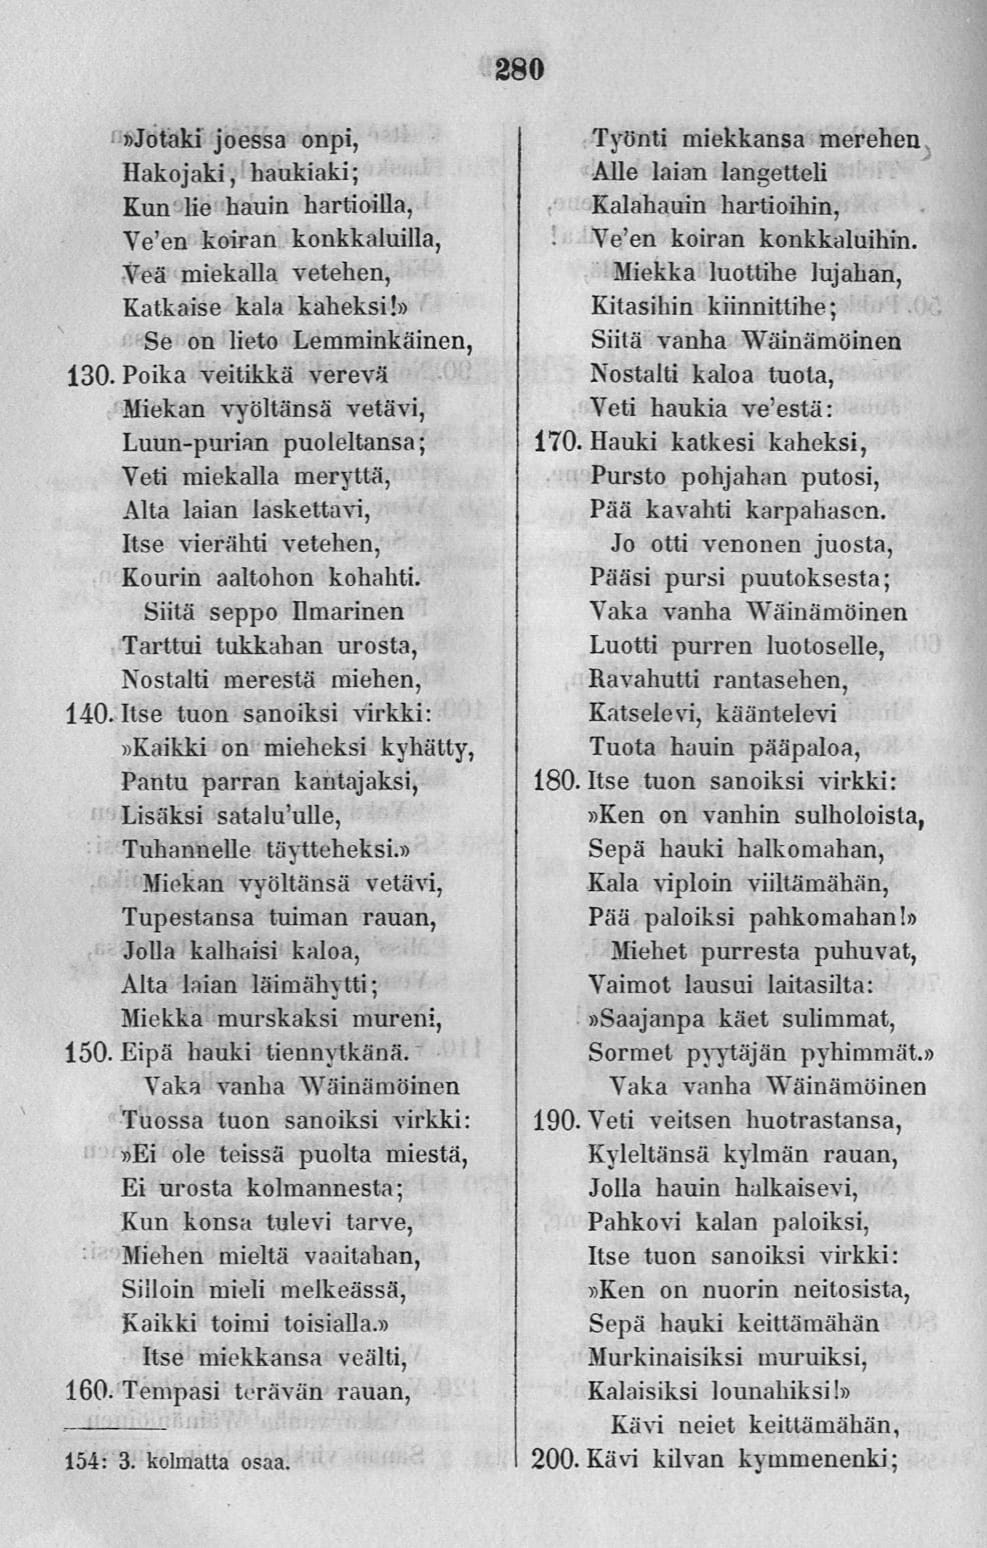 280
»Jotaki joessa onpi,
Hakojaki, haukiaki;
Kun lie hauin hartioilla,
Ve'en koiran konkkaluilla,
Veä miekalla vetehen,
Katkaise kala kaheksi!»
Se on lieto Lemminkäinen,
130. Poika veitikkä verevä
Miekan vyöltänsä vetävi,
Luun-purian puoleltansa;
Veti miekalla meryttä,
Alta laian laskettavi,
Itse vierähti vetehen,
Kourin aaltohon kohahti.
Siitä seppo Ilmarinen
Tarttui tukkahan urosta,
Nostalti merestä miehen,
140. Itse tuon sanoiksi virkki:
»Kaikki on mieheksi kyhätty,
Pantu parran kantajaksi,
Lisäksi satalu'ulle,
Tuhannelle täytteheksi.»
Miekan vyöltänsä vetävi,
Tupestansa tuiman rauan,
Jolla kalhaisi kaloa,
Alta laian läimähytti;
Miekka murskaksi mureni,
150. Eipä hauki tiennytkänä.
Vaka vanha Wäinämöinen
Tuossa tuon sanoiksi virkki:
»Ei ole teissä puolta miestä,
Ei urosta kolmannesta;
Kun konsa tulevi tarve,
Miehen mieltä vaaitahan,
Silloin mieli melkeässä,
Kaikki toimi toisialla.»
Itse miekkansa veälti,
160. Tempasi terävän rauan,
154: 3. kolmatta osaa.
Työnti miekkansa merehen,
Alle laian langetteli
Kalahauin hartioihin,
Ve'en koiran konkkaluihin.
Miekka luottihe lujahan,
Kitasihin kiinnittihe;
Siitä vanha Wäinämöinen
Nostalti kaloa tuota,
Veti haukia ve'estä:
170. Hauki katkesi kaheksi,
Pursto pohjahan putosi,
Pää kavahti karpahasen.
Jo otti venonen juosta,
Pääsi pursi puutoksesta;
Vaka vanha Wäinämöinen
Luotti purren luotoselle,
Ravahutti rantasehen,
Katselevi, kääntelevi
Tuota hauin pääpaloa,
180. Itse tuon sanoiksi virkki:
»Ken on vanhin sulholoista,
Sepä hauki halkomahan,
Kala viploin viiltämähän,
Pää paloiksi pahkomahan!»
Miehet purresta puhuvat,
Vaimot lausui laitasilta:
»Saajanpa käet sulimmat,
Sormet pyytäjän pyhimmät.»
Vaka vanha Wäinämöinen
190. Veti veitsen huotrastansa,
Kyleltänsä kylmän rauan,
Jolla hauin halkaisevi,
Pahkovi kalan paloiksi,
Itse tuon sanoiksi virkki:
»Ken on nuorin neitosista,
Sepä hauki keittämähän
Murkinaisiksi muruiksi,
Kalaisiksi lounahiksi!»
Kävi neiet keittämähän,
200. Kävi kilvan kymmenenki;